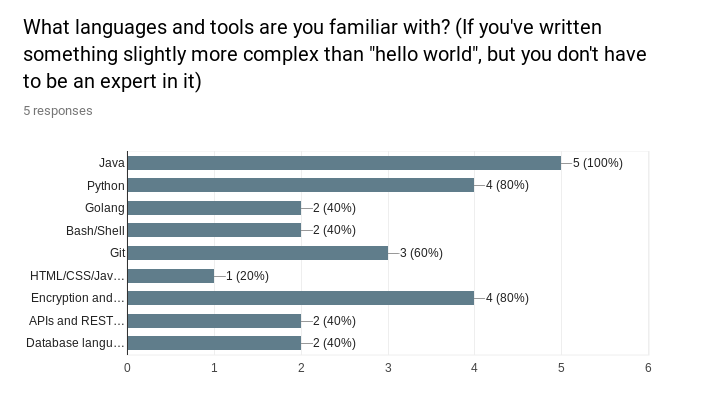 What languages and tools are you familiar with? (If you've written
something slightly more complex than "hello world", but you don't have
to be an expert in it)
5 responses
Java 5 (100%)
Python 4 (80%)
Golang 2 (40%)
Bash/Shell 2 (40%)
Git 3 (60%)
HTML/CSS/Jav… 1 (20%)
Encryption and… 4 (80%)
APIs and REST… 2 (40%)
Database langu… 2 (40%)
0 1 2 3 4 5 6